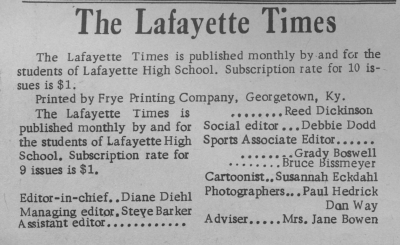 The Lafayette Times
The Lafayette Times is published monthly by and for the
students of Lafayette High School. Subscription rate for 10 is-
sues is $1.
Printed by Frye Printing Company, Georgetown, Ky.
The Lafayette Times is
published monthly by and for
the students of Lafayette High
School. Subscription rate for
9 issues is $1.
Editor-in-chief..Diane Diehl
Managing editor.Steve Barker
Assistant editor............
........Reed Dickinson
Social editor...Debbie Dodd
Sports Associate Editor......
.......Grady Boswell
........Bruce Bissmeyer
Cartoonist..Susannah Eckdahl
Photographers...Paul Hedrick
Don Way
Adviser.....Mrs. Jane Bowen